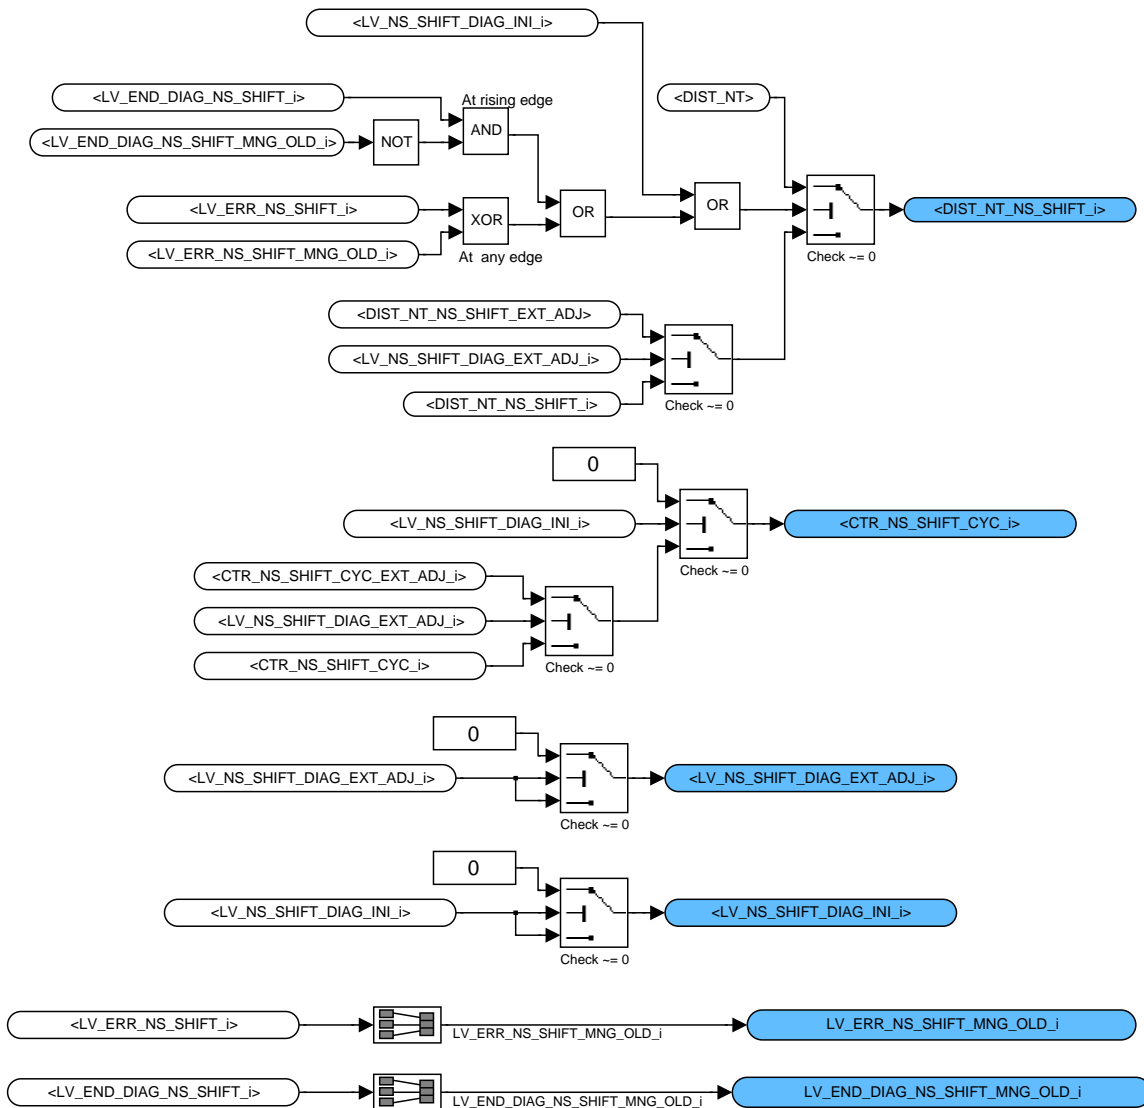 <LV_NS_SHIFT_DIAG_INI_i>
<LV_END_DIAG_NS_SHIFT_i>
At rising edge
<DIST_NT>
<LV_END_DIAG_NS_SHIFT_MNG_OLD_i>
NOT
AND
<LV_ERR_NS_SHIFT_i>
XOR
OR
OR
<DIST_NT_NS_SHIFT_i>
<LV_ERR_NS_SHIFT_MNG_OLD_i>
At any edge
Check ~= 0
<DIST_NT_NS_SHIFT_EXT_ADJ>
<LV_NS_SHIFT_DIAG_EXT_ADJ_i>
<DIST_NT_NS_SHIFT_i>
Check ~= 0
0
<LV_NS_SHIFT_DIAG_INI_i>
<CTR_NS_SHIFT_CYC_i>
Check ~= 0
<CTR_NS_SHIFT_CYC_EXT_ADJ_i>
<LV_NS_SHIFT_DIAG_EXT_ADJ_i>
<CTR_NS_SHIFT_CYC_i>
Check ~= 0
0
<LV_NS_SHIFT_DIAG_EXT_ADJ_i>
<LV_NS_SHIFT_DIAG_EXT_ADJ_i>
Check ~= 0
0
<LV_NS_SHIFT_DIAG_INI_i>
<LV_NS_SHIFT_DIAG_INI_i>
Check ~= 0
<LV_ERR_NS_SHIFT_i>
LV_ERR_NS_SHIFT_MNG_OLD_i
LV_ERR_NS_SHIFT_MNG_OLD_i
<LV_END_DIAG_NS_SHIFT_i>
LV_END_DIAG_NS_SHIFT_MNG_OLD_i
LV_END_DIAG_NS_SHIFT_MNG_OLD_i